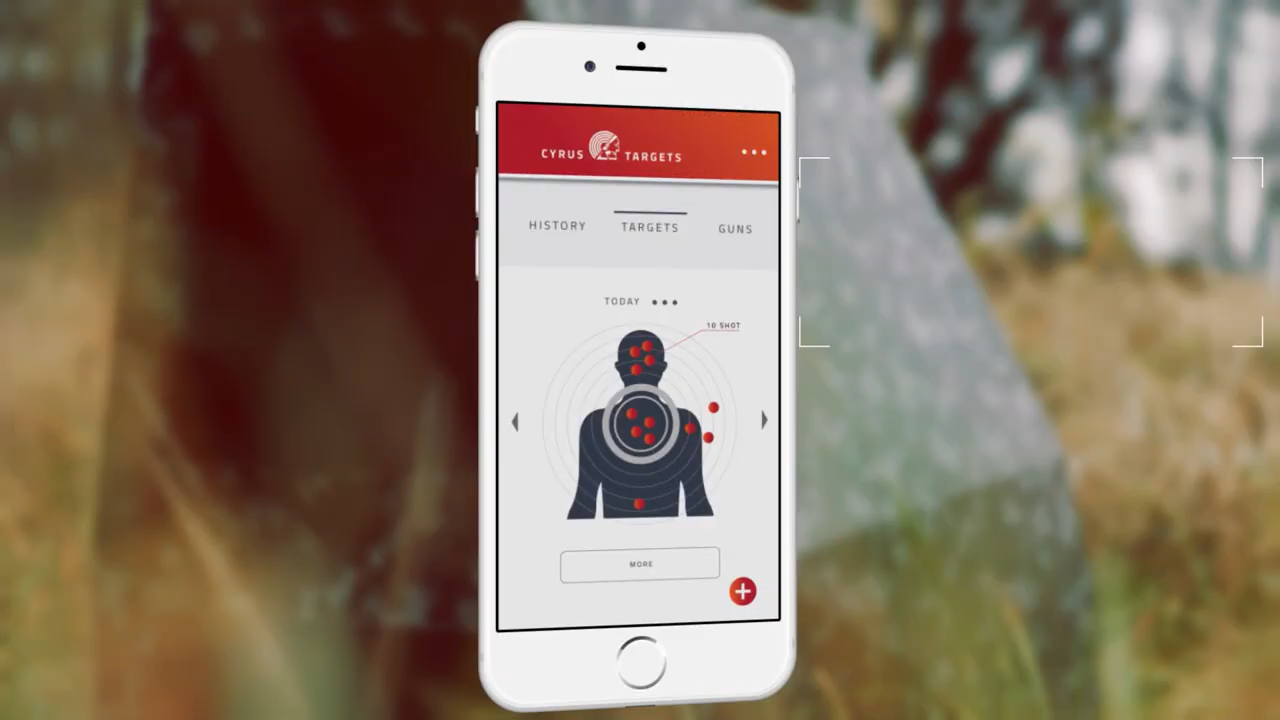 CYRUS TARGETS
HISTORY TARGETS GUNS
TODAY
10 SHOT
MORE